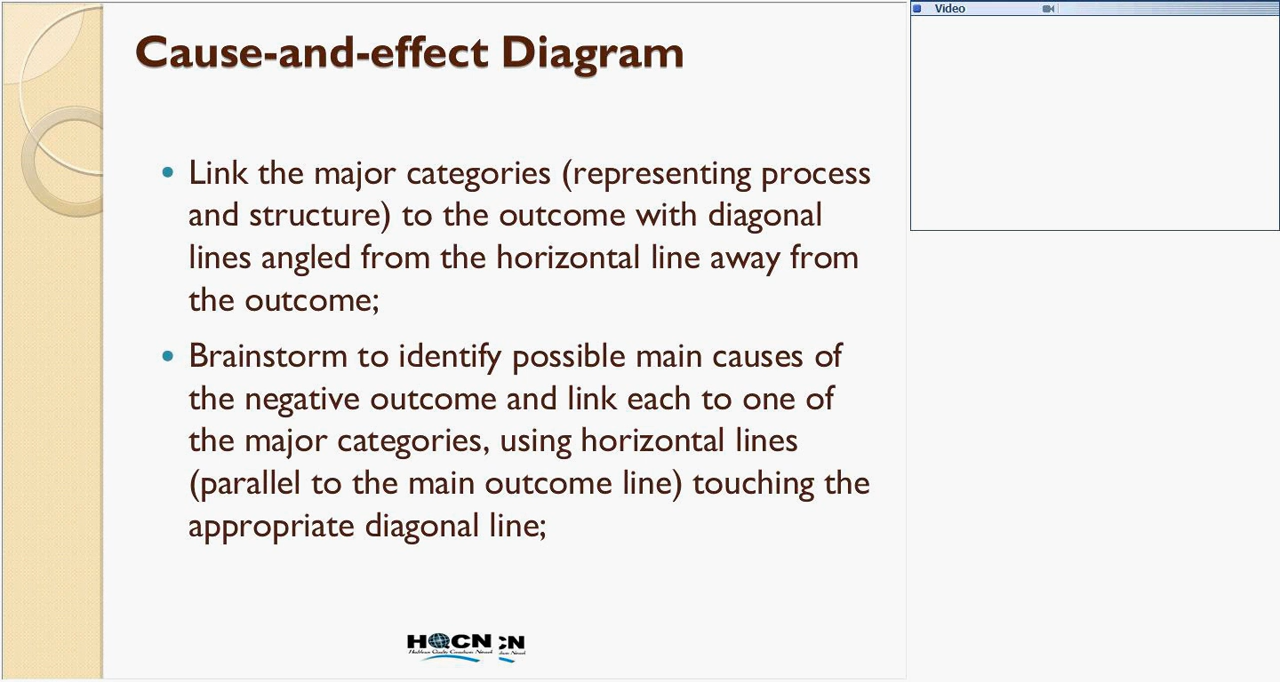 Cause-and-effect Diagram
Video
• Link the major categories (representing process
and structure) to the outcome with diagonal
lines angled from the horizontal line away from
the outcome;
• Brainstorm to identify possible main causes of
the negative outcome and link each to one of
the major categories, using horizontal lines
(parallel to the main outcome line) touching the
appropriate diagonal line;
HQCN